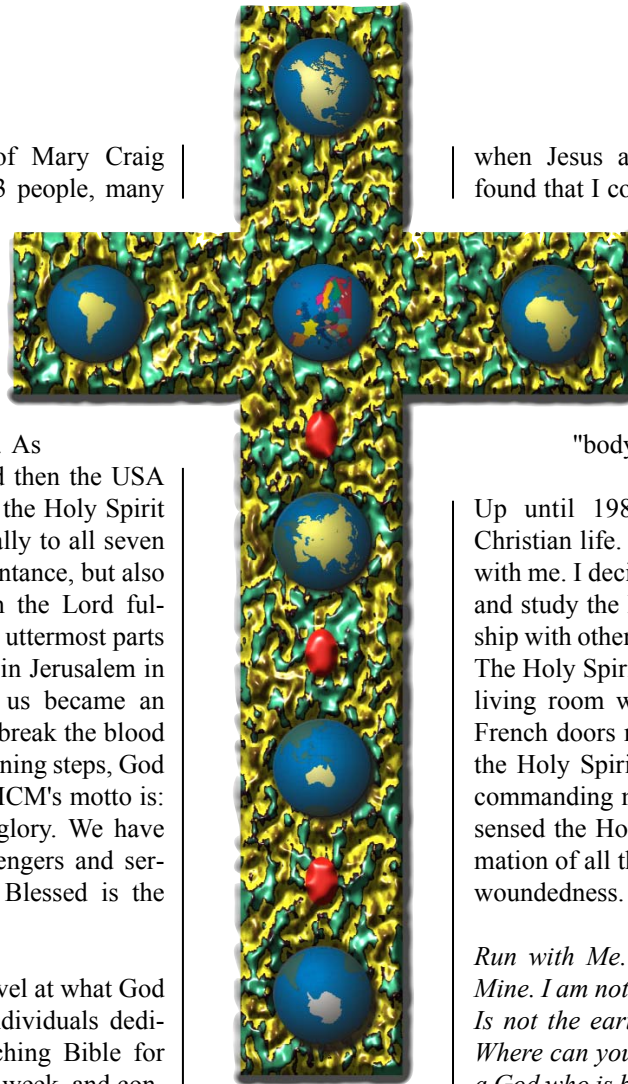 of Mary Craig
3 people, many
As
d then the USA
the Holy Spirit
ally to all seven
ntance, but also
n the Lord ful-
uttermost parts
in Jerusalem in
us became an
break the blood
ning steps, God
MCM's motto is:
glory. We have
engers and ser-
Blessed is the
vel at what God
dividuals dedi-
ching Bible for
week, and con-
when Jesus a
found that I co
"body
Up until 198
Christian life.
with me. I deci
and study the
ship with other
The Holy Spir
living room w
French doors r
the Holy Spiri
commanding r
sensed the Ho
mation of all th
woundedness.
Run with Me.
Mine. I am not
Is not the ear
Where can you
a God who is b